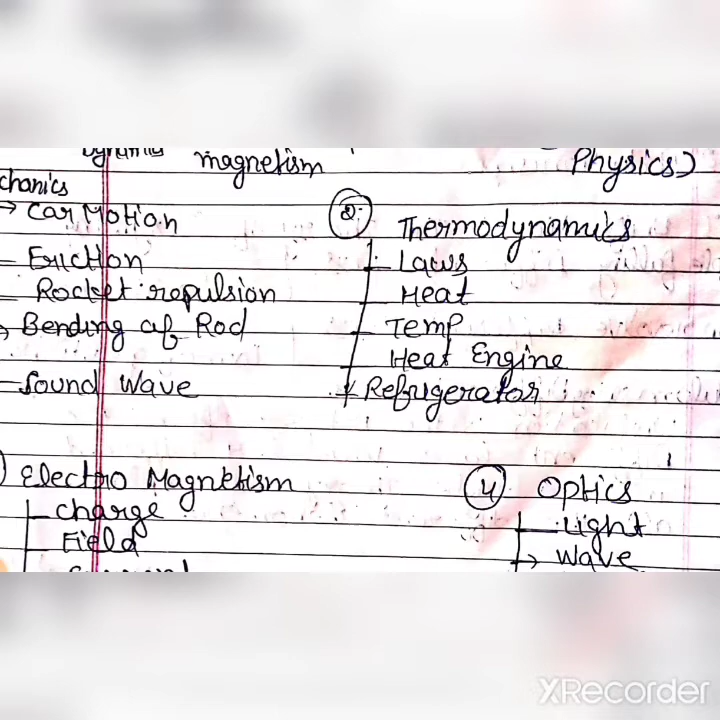 magnetism
Physics)
chanics
→ Car Motion
Friction
Rocket repulsion
→ Bending of Rod
Sound Wave
2. Thermodynamics
Laws
Heat
Temp
Heat Engine
Refrigerator
) Electro Magnetism
Charge
Field
4 Optics
Light
→ Wave
XRecorder